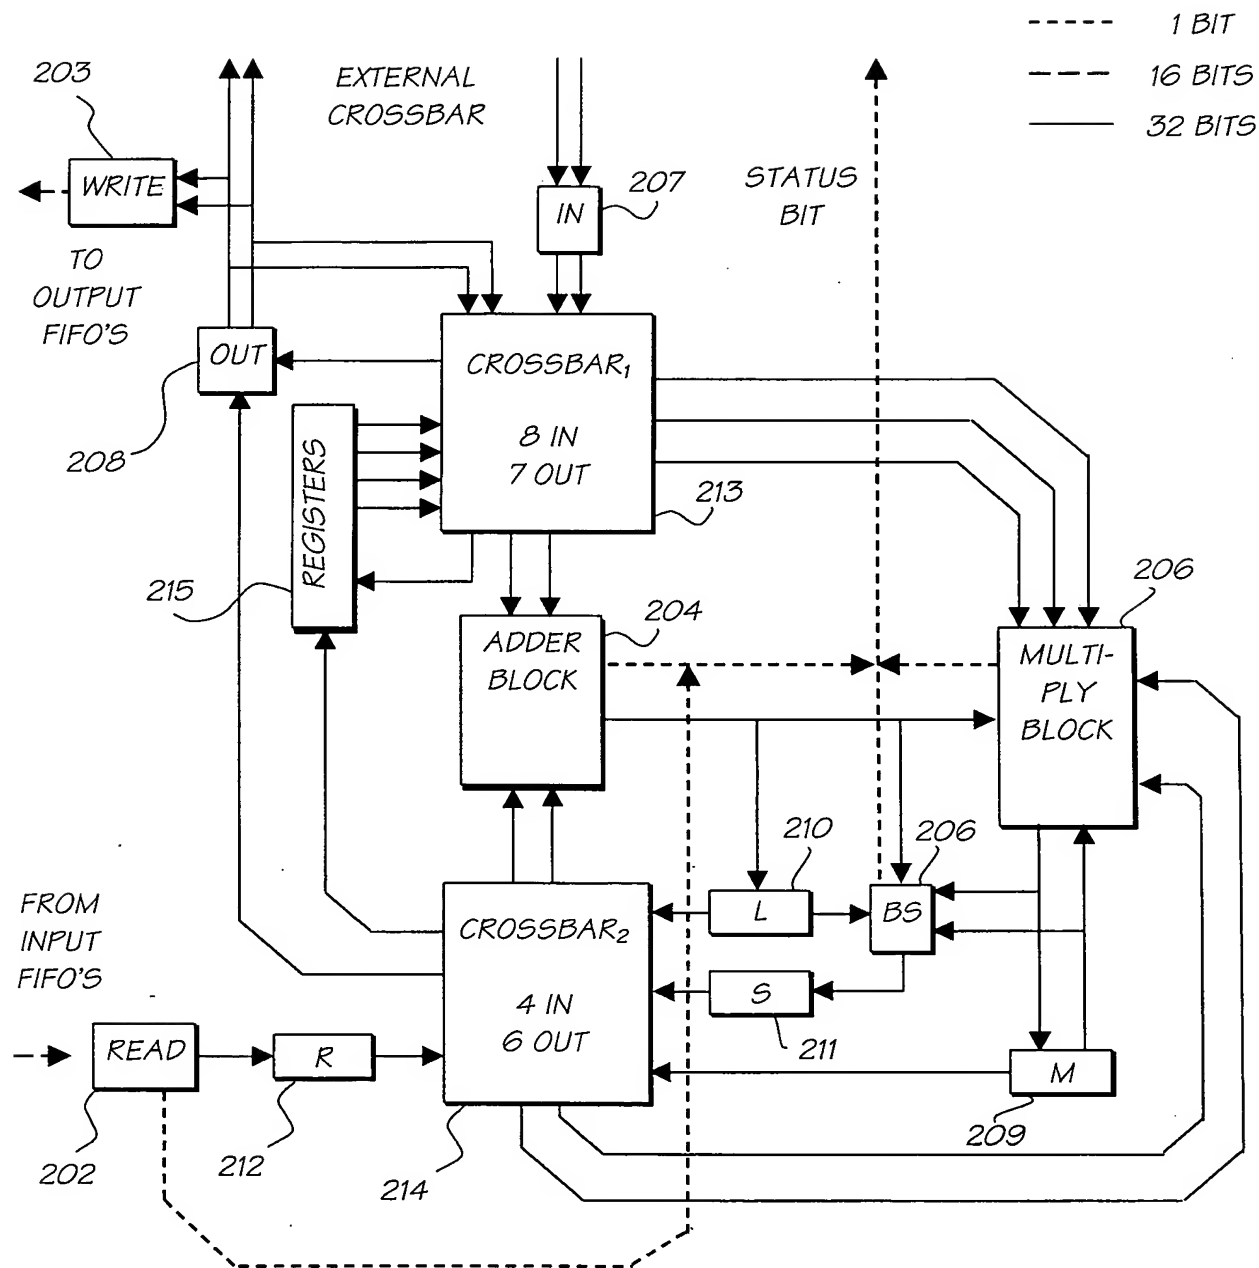 1 BIT
16 BITS
32 BITS
203
EXTERNAL
CROSSBAR
WRITE
207
IN
STATUS
BIT
TO
OUTPUT
FIFO'S
OUT
208
CROSSBAR₁
8 IN
7 OUT
213
REGISTERS
215
206
204
ADDER
BLOCK
MULTI-
PLY
BLOCK
210
206
L
BS
FROM
INPUT
FIFO'S
CROSSBAR₂
4 IN
6 OUT
S
211
READ
R
M
209
202
212
214